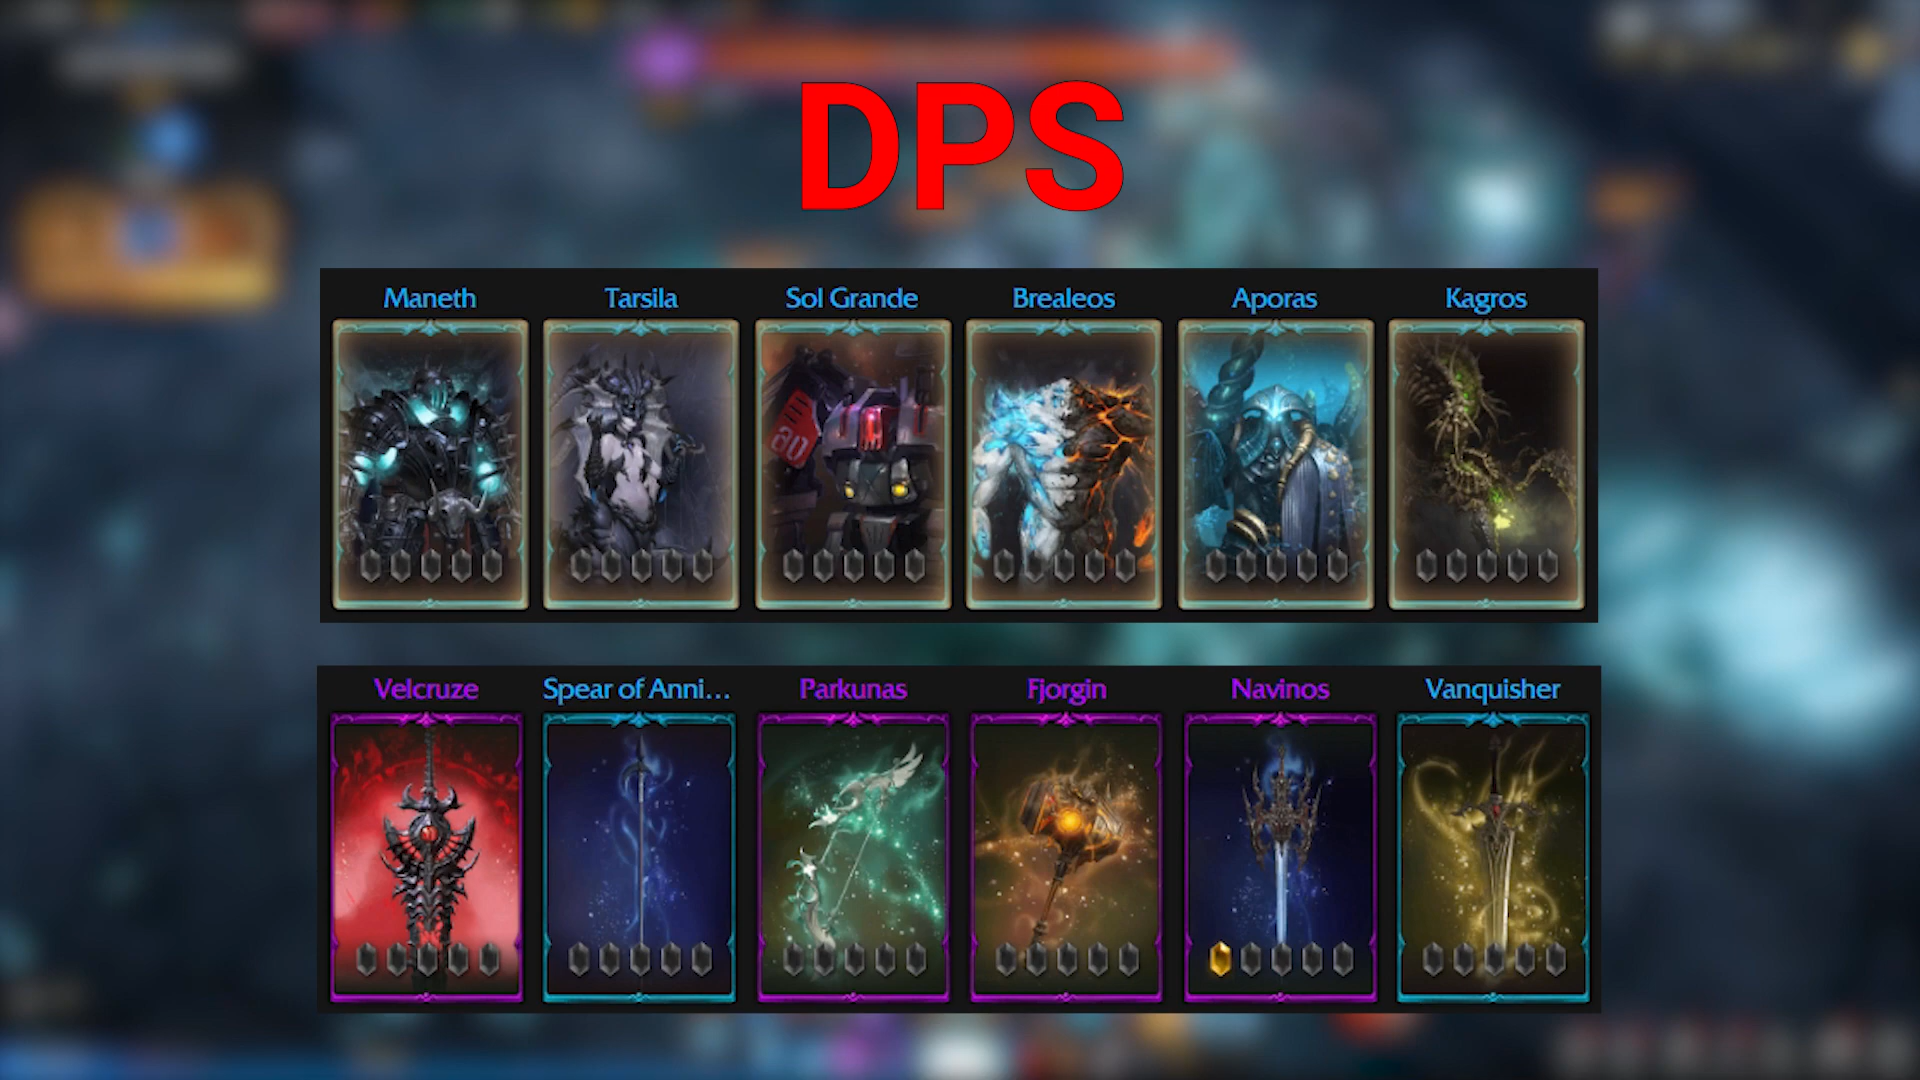 DPS
Maneth Tarsila Sol Grande Brealeos Aporas Kagros
Velcruze Spear of Anni... Parkunas Fjorgin Navinos Vanquisher